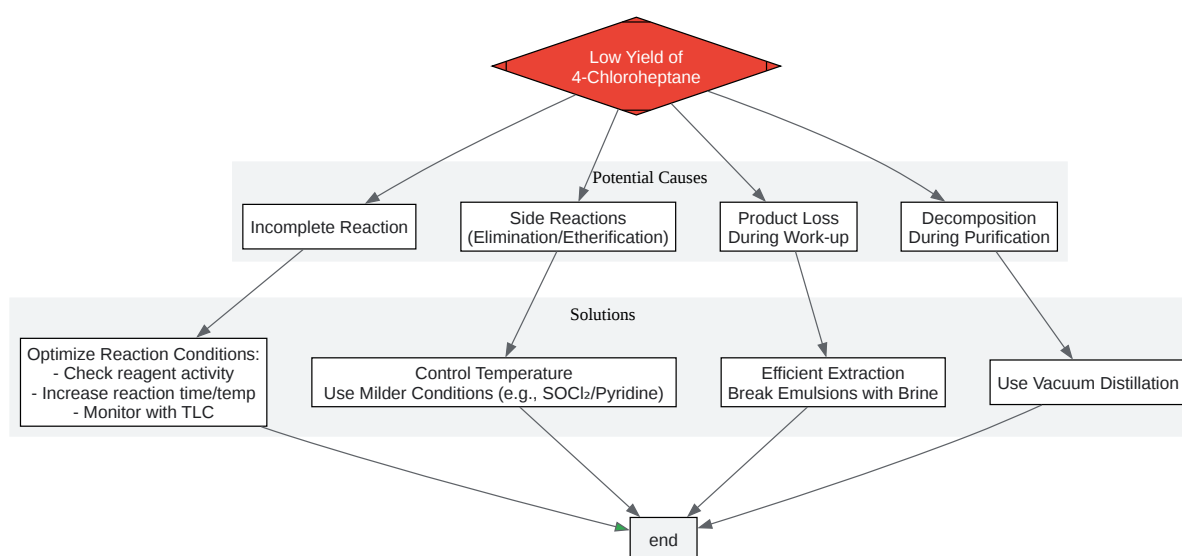 Low Yield of
4-Chloroheptane
Potential Causes
Incomplete Reaction
Side Reactions
(Elimination/Etherification)
Product Loss
During Work-up
Decomposition
During Purification
Solutions
Optimize Reaction Conditions:
- Check reagent activity
- Increase reaction time/temp
- Monitor with TLC
Control Temperature
Use Milder Conditions (e.g., SOCl₂/Pyridine)
Efficient Extraction
Break Emulsions with Brine
Use Vacuum Distillation
end